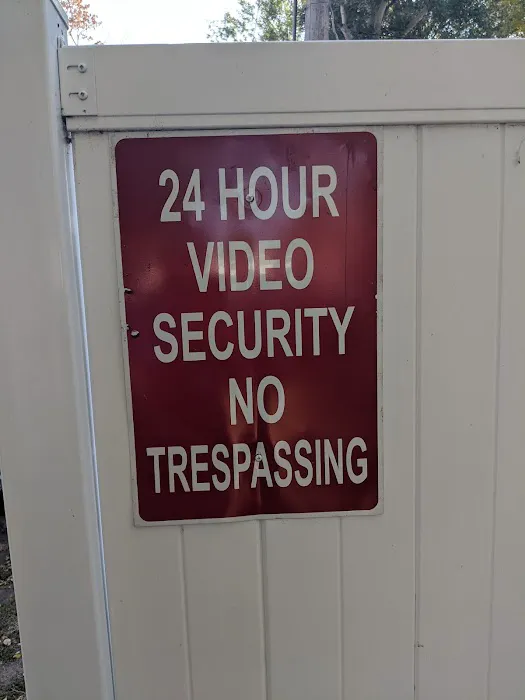 24 HOUR
VIDEO
SECURITY
NO
TRESPASSING